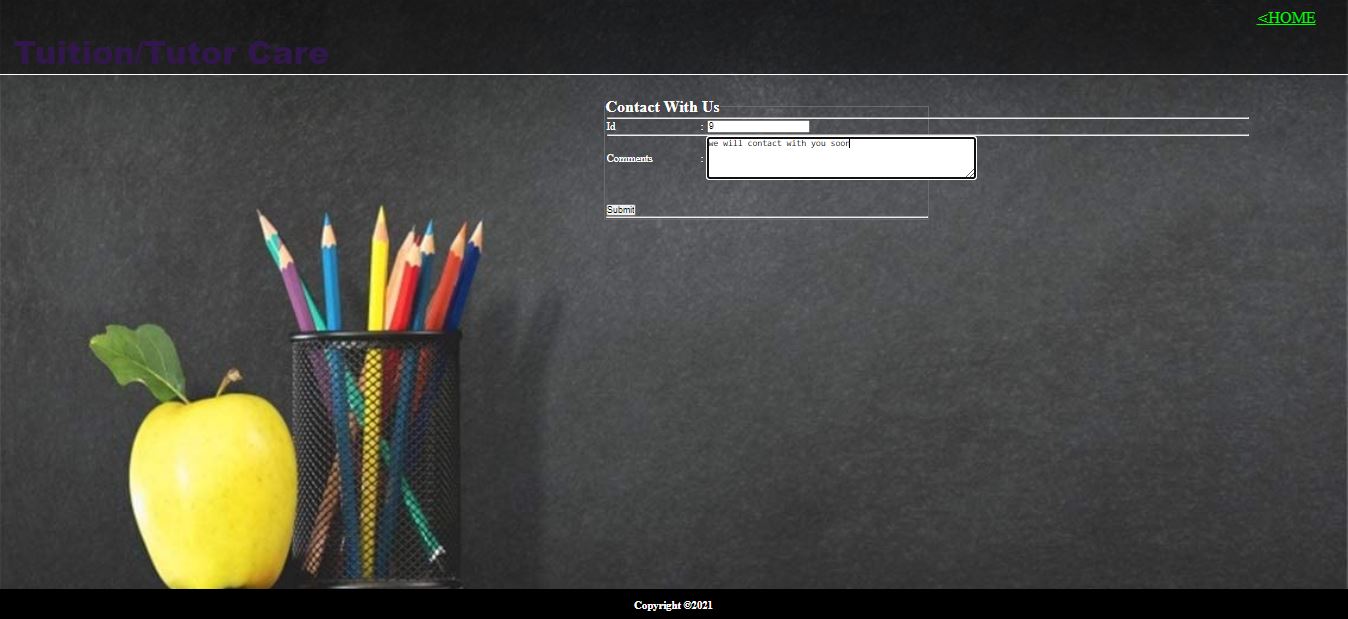 <HOME
Tuition/Tutor Care
Contact With Us
Id : 9
we will contact with you soon
Comments :
Submit
Copyright ©2021